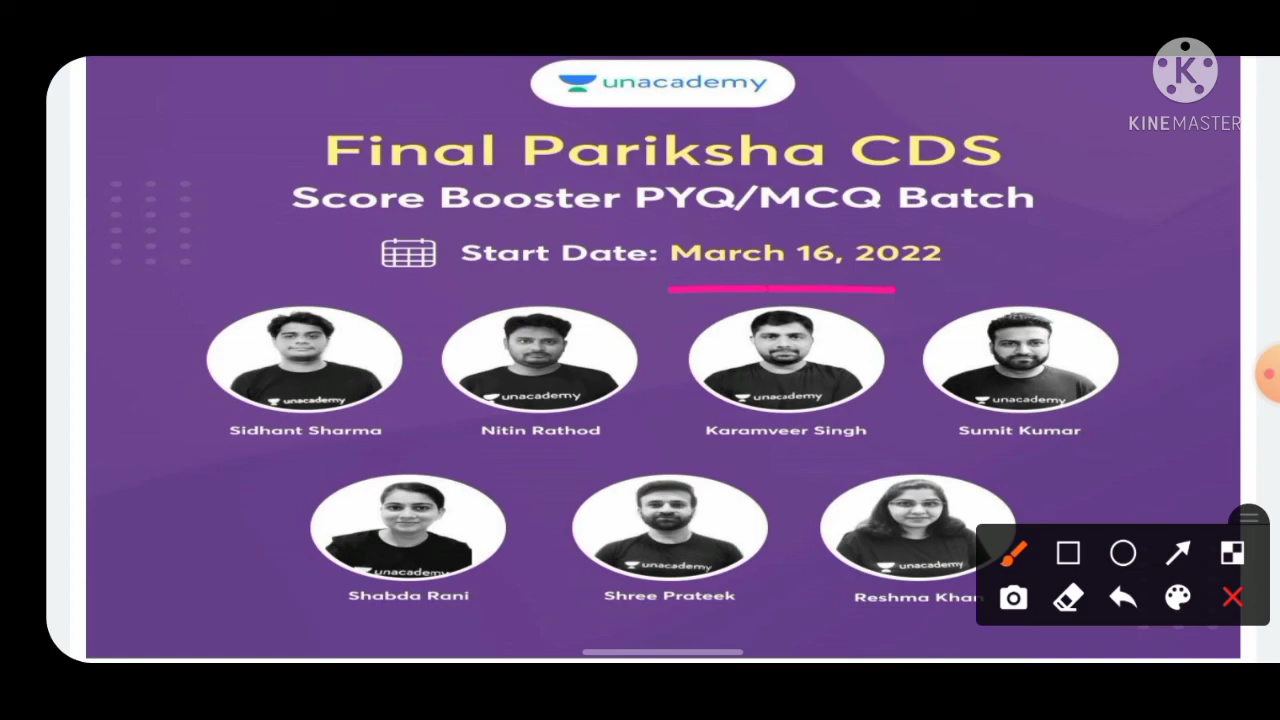 unacademy
KINEMASTER
Final Pariksha CDS
Score Booster PYQ/MCQ Batch
Start Date: March 16, 2022
unacademy
unacademy
unacademy
unacademy
Sidhant Sharma
Nitin Rathod
Karamveer Singh
Sumit Kumar
unacademy
unacademy
unacademy
Shabda Rani
Shree Prateek
Reshma Khan